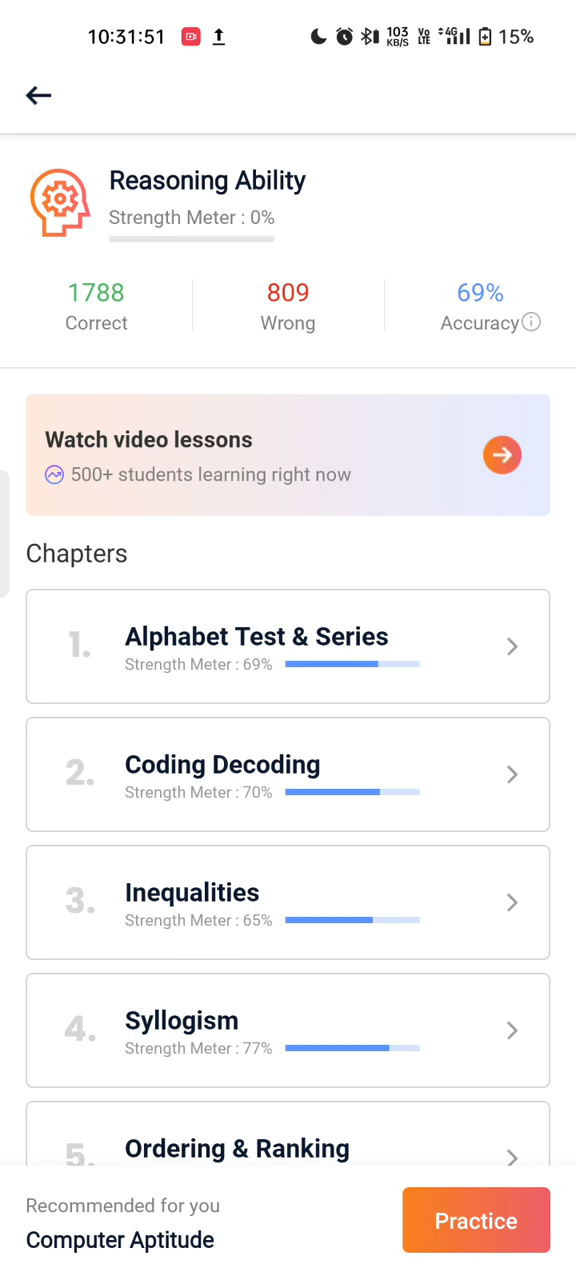 10:31:51 103 KB/S VO LTE 4G 15%
Reasoning Ability
Strength Meter : 0%
1788 809 69%
Correct Wrong Accuracy
Watch video lessons
500+ students learning right now
Chapters
1. Alphabet Test & Series
Strength Meter : 69%
2. Coding Decoding
Strength Meter : 70%
3. Inequalities
Strength Meter : 65%
4. Syllogism
Strength Meter : 77%
5. Ordering & Ranking
Recommended for you
Computer Aptitude
Practice